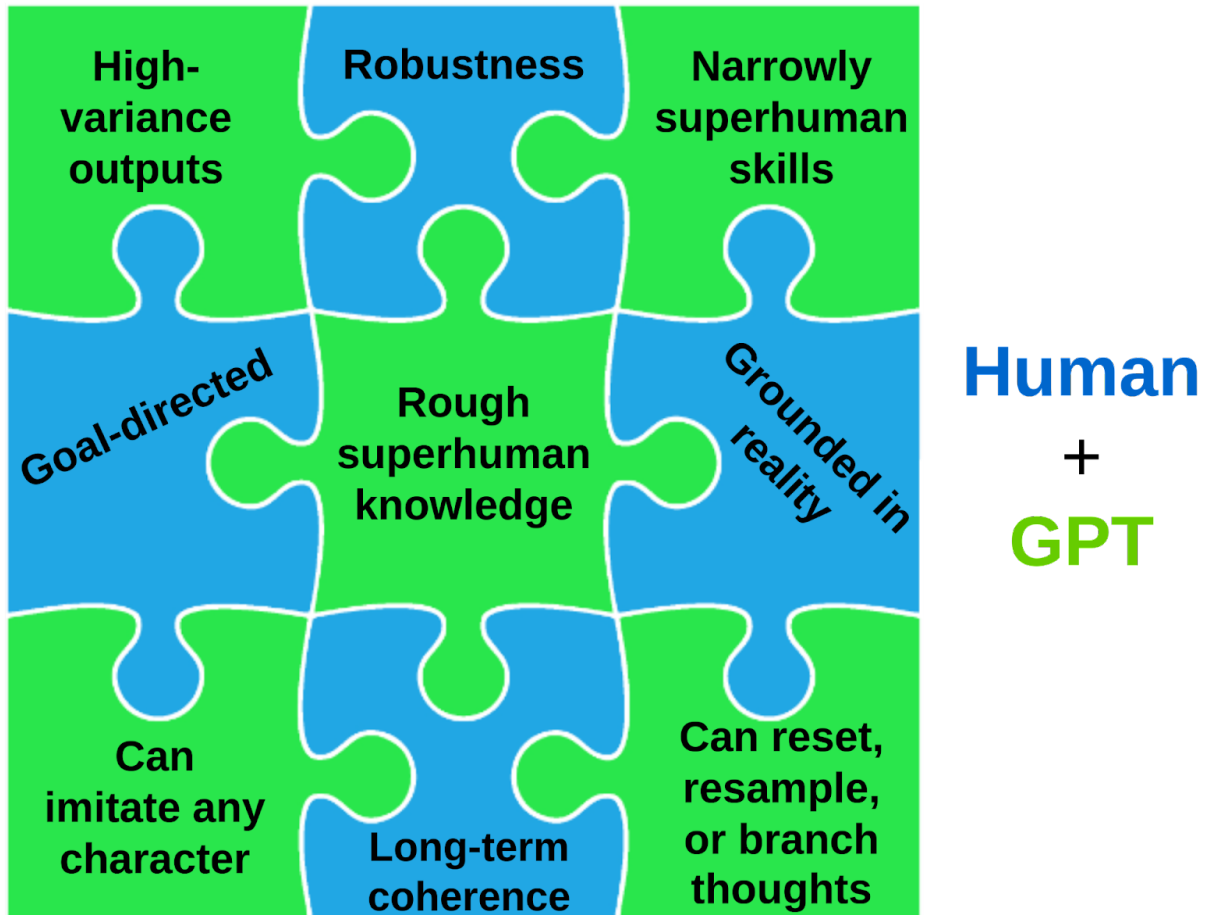 High-
variance
outputs
Robustness
Narrowly
superhuman
skills
Goal-directed
Rough
superhuman
knowledge
Grounded in
reality
Can
imitate any
character
Long-term
coherence
Can reset,
resample,
or branch
thoughts
Human
+
GPT